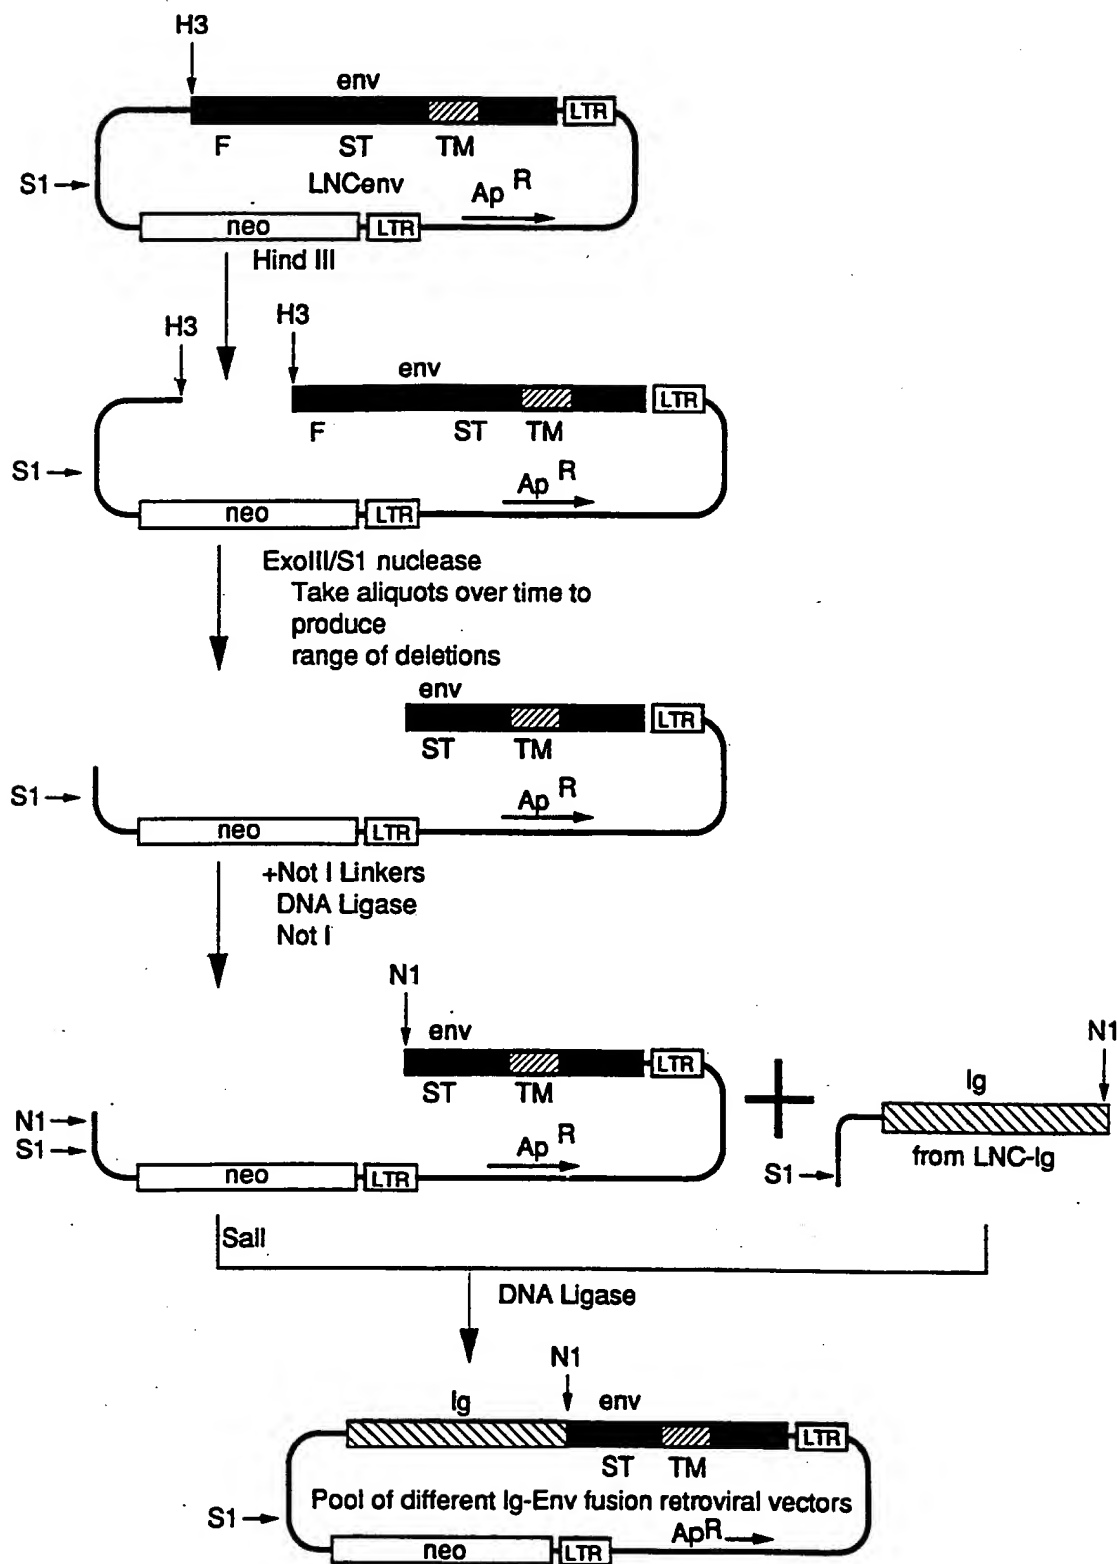 H3
env
LTR
F ST TM
S1
LNCenv
Ap R
neo
LTR
Hind III
H3
H3
env
LTR
F ST TM
S1
Ap R
neo
LTR
ExoIII/S1 nuclease
Take aliquots over time to
produce
range of deletions
env
LTR
ST TM
S1
Ap R
neo
LTR
+Not I Linkers
DNA Ligase
Not I
N1
env
LTR
ST TM
N1
S1
Ap R
neo
LTR
+
N1
Ig
from LNC-Ig
S1
SalI
DNA Ligase
N1
Ig
env
LTR
ST TM
Pool of different Ig-Env fusion retroviral vectors
S1
ApR
neo
LTR